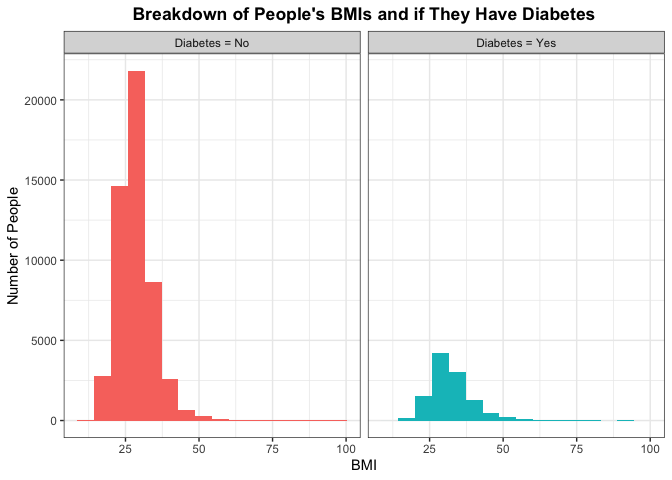 Breakdown of People's BMIs and if They Have Diabetes
Diabetes = No
Diabetes = Yes
Number of People
20000
15000
10000
5000
0
25
50
75
100
25
50
75
100
BMI